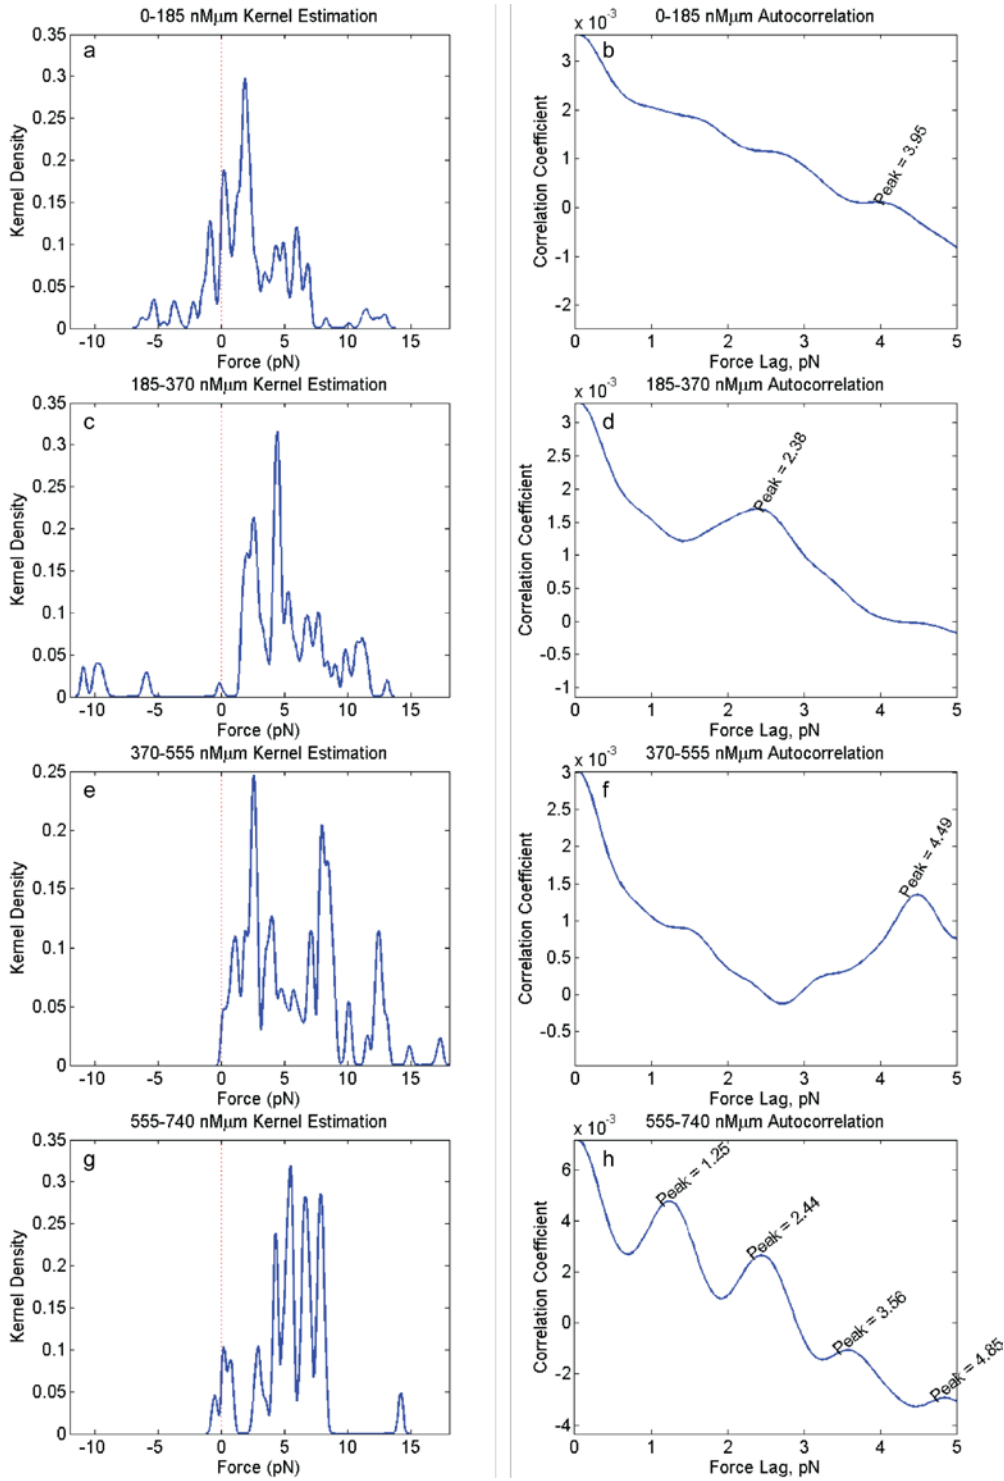 0-185 nMμm Kernel Estimation
a
0.35
0.3
0.25
0.2
0.15
0.1
0.05
0
Kernel Density
-10 -5 0 5 10 15
Force (pN)
0-185 nMμm Autocorrelation
x 10⁻³
b
3
2
1
0
-1
-2
Correlation Coefficient
Peak = 3.95
0 1 2 3 4 5
Force Lag, pN
185-370 nMμm Kernel Estimation
c
0.35
0.3
0.25
0.2
0.15
0.1
0.05
0
Kernel Density
-10 -5 0 5 10 15
Force (pN)
185-370 nMμm Autocorrelation
x 10⁻³
d
3
2.5
2
1.5
1
0.5
0
-0.5
-1
Correlation Coefficient
Peak = 2.38
0 1 2 3 4 5
Force Lag, pN
370-555 nMμm Kernel Estimation
e
0.25
0.2
0.15
0.1
0.05
0
Kernel Density
-10 -5 0 5 10 15
Force (pN)
370-555 nMμm Autocorrelation
x 10⁻³
f
3
2.5
2
1.5
1
0.5
0
-0.5
Correlation Coefficient
Peak = 4.49
0 1 2 3 4 5
Force Lag, pN
555-740 nMμm Kernel Estimation
g
0.35
0.3
0.25
0.2
0.15
0.1
0.05
0
Kernel Density
-10 -5 0 5 10 15
Force (pN)
555-740 nMμm Autocorrelation
x 10⁻³
h
6
4
2
0
-2
-4
Correlation Coefficient
Peak = 1.25
Peak = 2.44
Peak = 3.56
Peak = 4.85
0 1 2 3 4 5
Force Lag, pN